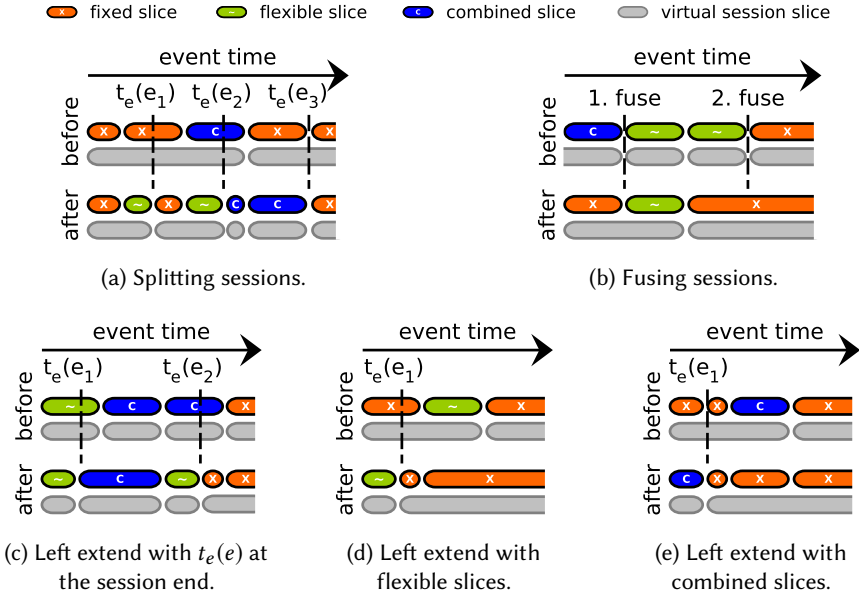 x fixed slice ~ flexible slice c combined slice virtual session slice
event time
te(e1) te(e2) te(e3)
before
x x C x x
after
x ~ x ~ C C x
(a) Splitting sessions.
event time
1. fuse 2. fuse
before
C ~ ~ x
after
x ~ x
(b) Fusing sessions.
event time
te(e1) te(e2)
before
~ C C x
after
~ C ~ x x
(c) Left extend with te(e) at
the session end.
event time
te(e1)
before
x ~ x
after
~ x x
(d) Left extend with
flexible slices.
event time
te(e1)
before
x x C x
after
C x x x
(e) Left extend with
combined slices.